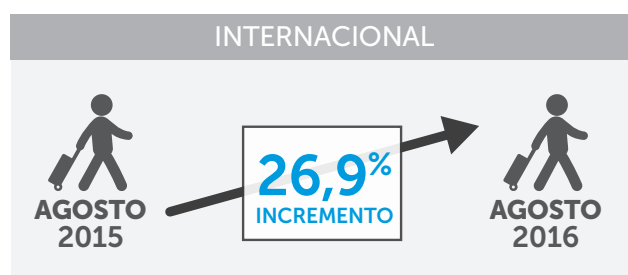 INTERNACIONAL
26,9%
INCREMENTO
AGOSTO
2015
AGOSTO
2016